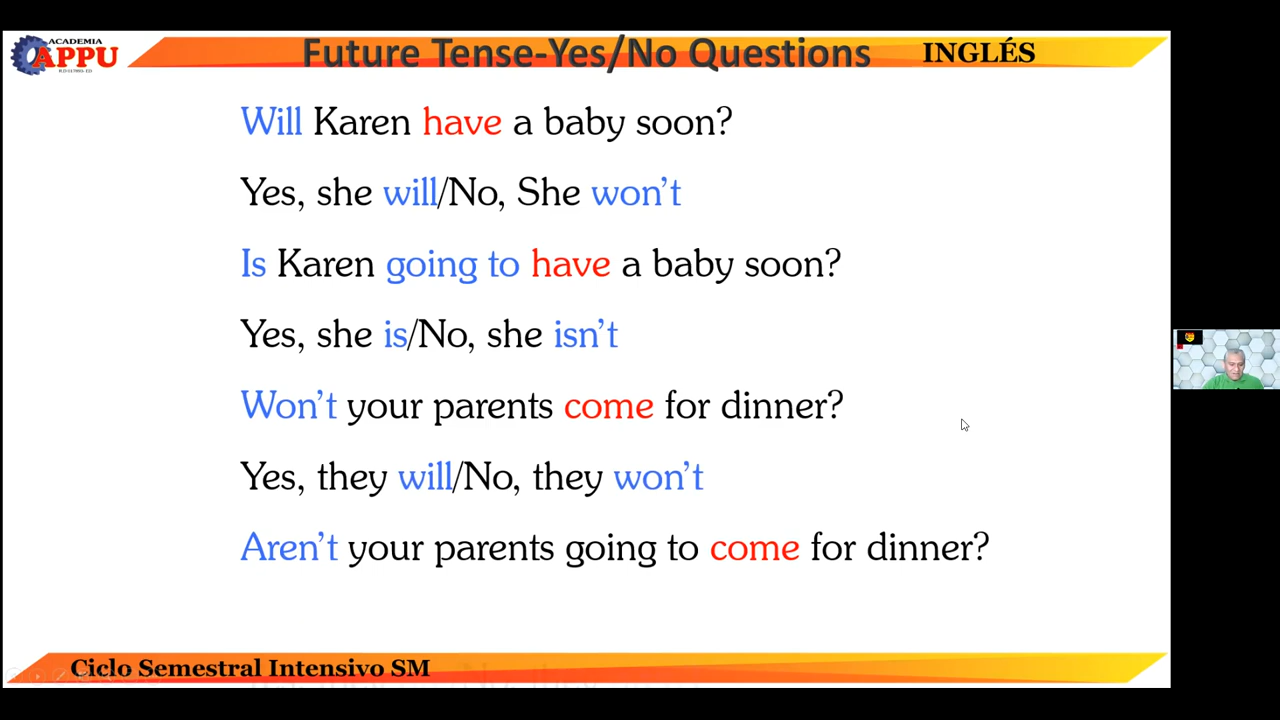 ACADEMIA
APPU
Future Tense-Yes/No Questions
INGLÉS
Will Karen have a baby soon?
Yes, she will/No, She won't
Is Karen going to have a baby soon?
Yes, she is/No, she isn't
Won't your parents come for dinner?
Yes, they will/No, they won't
Aren't your parents going to come for dinner?
Ciclo Semestral Intensivo SM